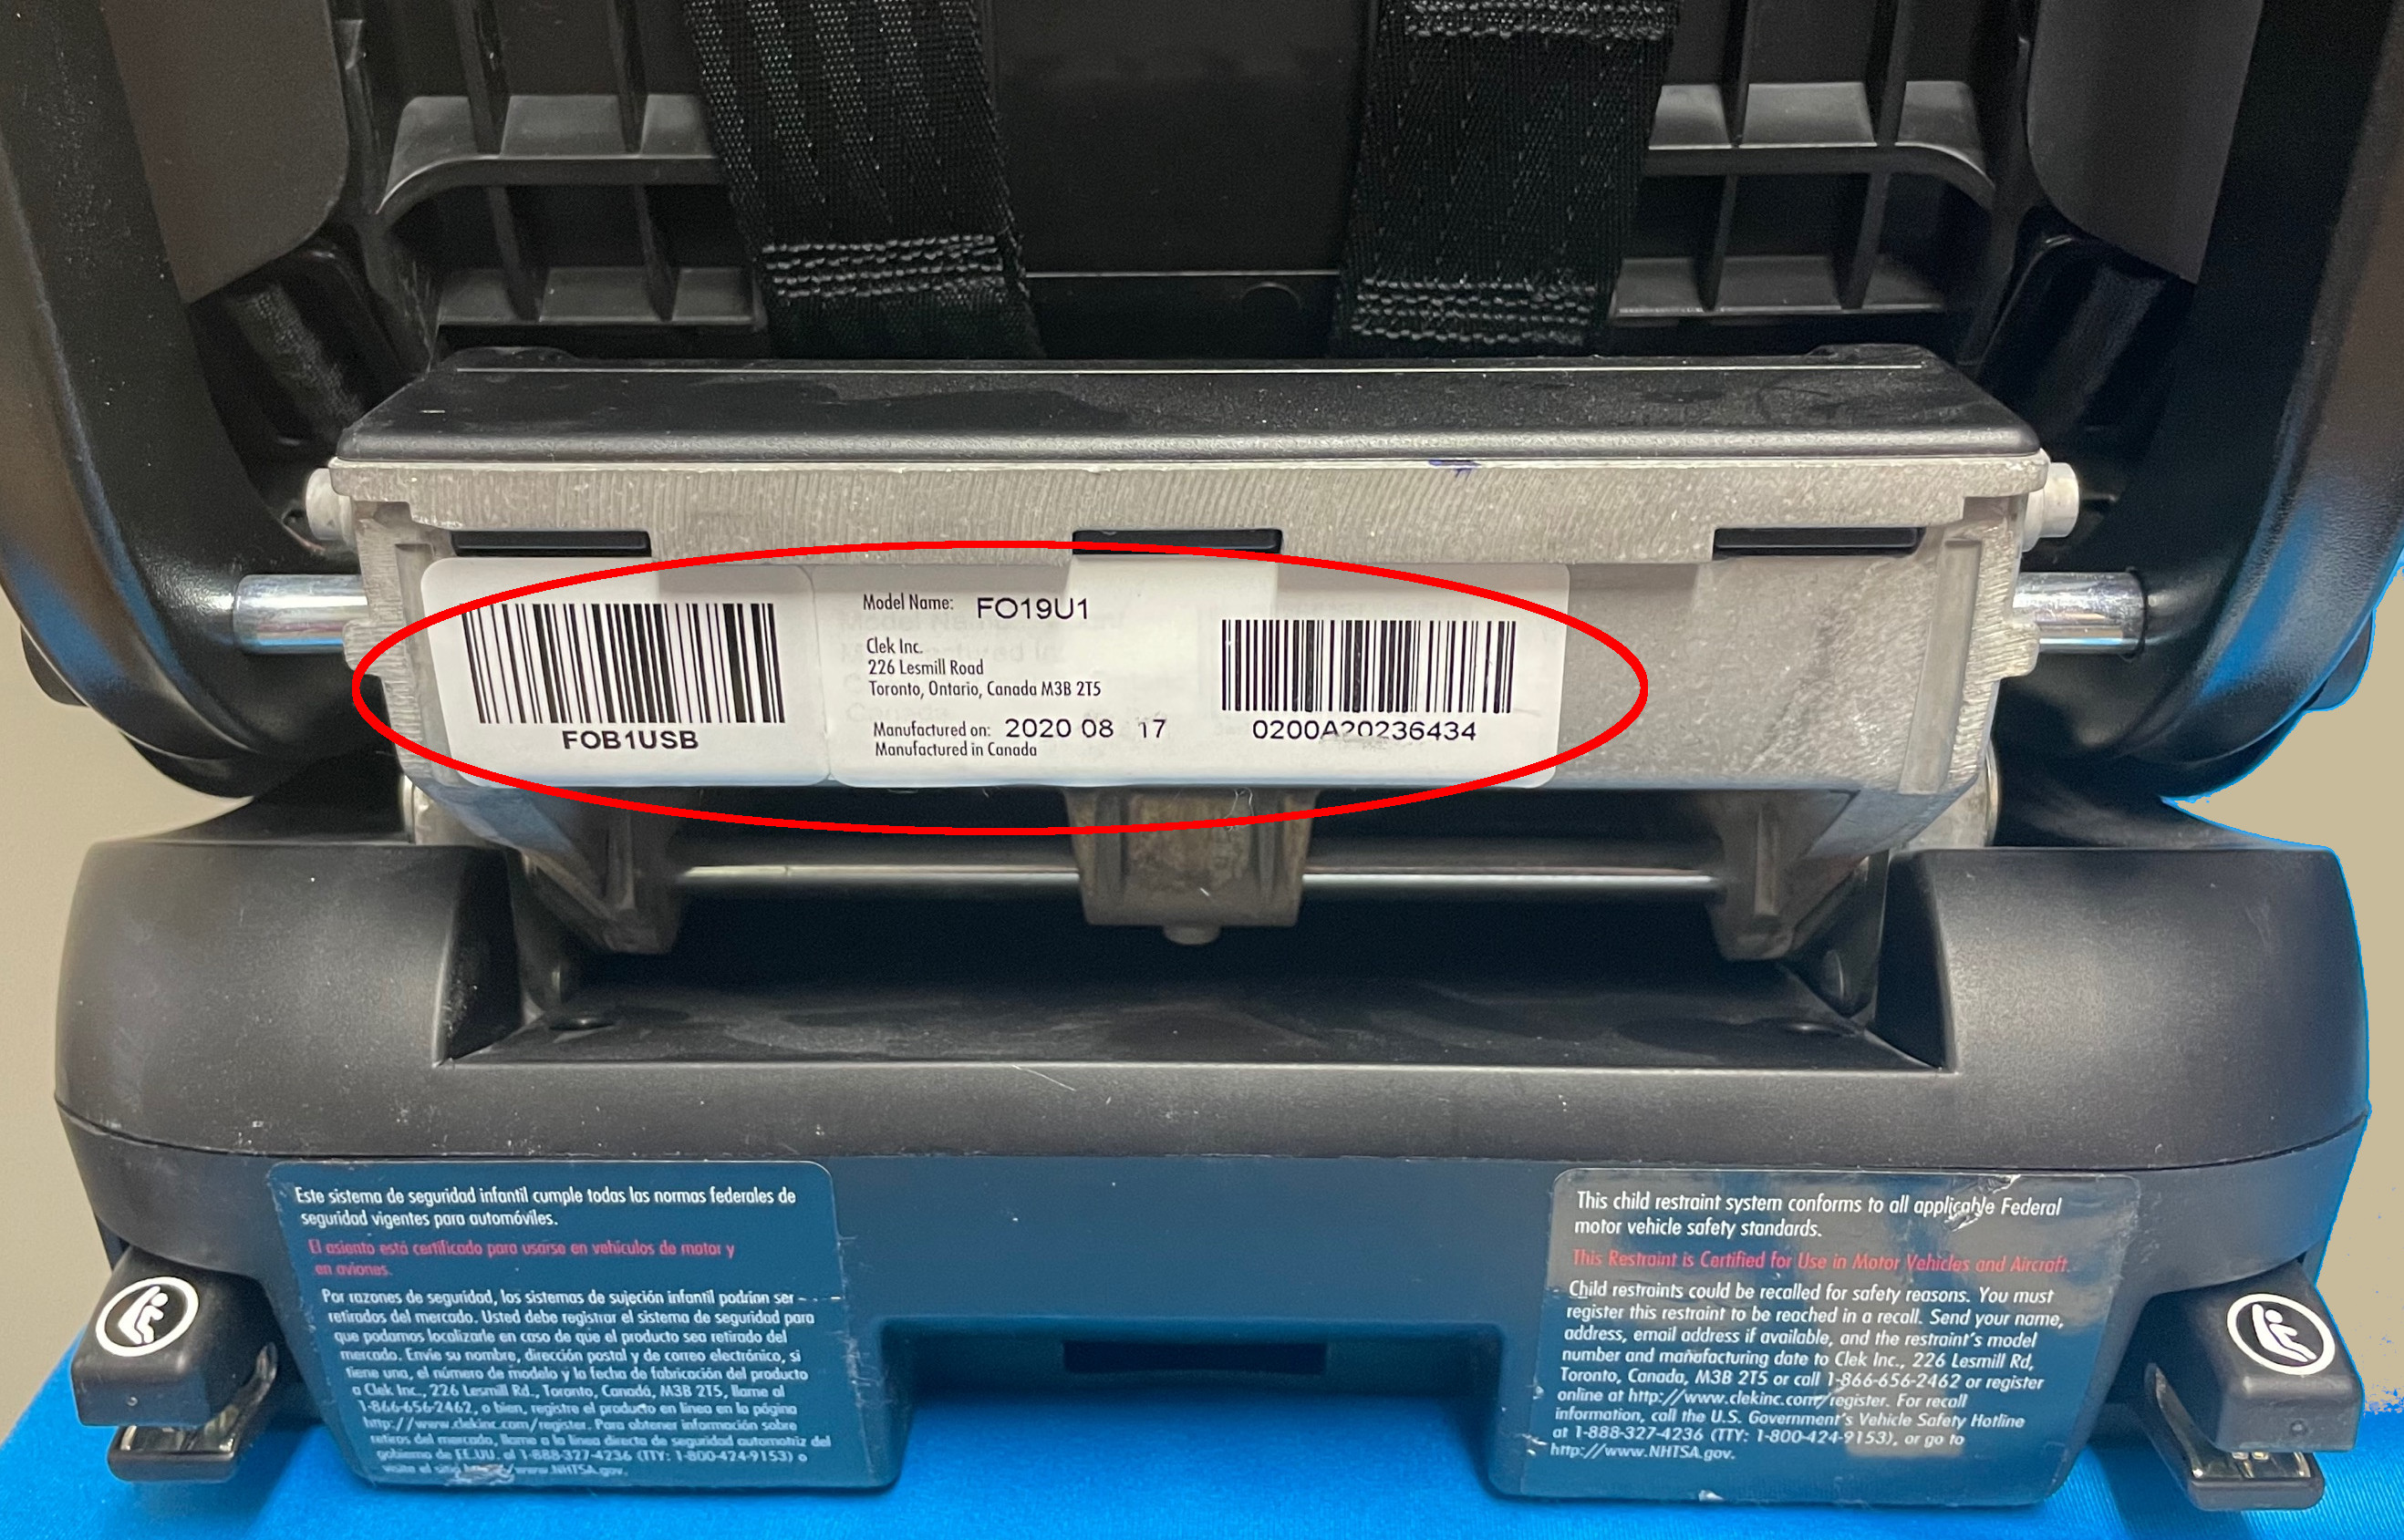 FOB1USB
Model Name: FO19U1
Clek Inc.
226 Lesmill Road
Toronto, Ontario, Canada M3B 2T5
Manufactured on: 2020 08 17
Manufactured in Canada
0200A20236434
Este sistema de seguridad infantil cumple todas las normas federales de
seguridad vigentes para automóviles.
El asiento está certificado para usarse en vehículos de motor y
en aviones.
Por razones de seguridad, los sistemas de sujeción infantil podrían ser
retirados del mercado. Usted debe registrar el sistema de seguridad para
que podamos localizarle en caso de que el producto sea retirado del
mercado. Envíe su nombre, dirección postal y de correo electrónico, si
tiene una, el número de modelo y la fecha de fabricación del producto
a Clek Inc., 226 Lesmill Rd., Toronto, Canadá, M3B 2T5, llame al
1-866-656-2462, o bien, registre el producto en línea en la página
http://www.clekinc.com/register. Para obtener información sobre
retiros del mercado, llame a la línea directa de seguridad automotriz del
gobierno de EE.UU. al 1-888-327-4236 (TTY: 1-800-424-9153) o
visite el sitio http://www.NHTSA.gov.
This child restraint system conforms to all applicable Federal
motor vehicle safety standards.
This Restraint is Certified for Use in Motor Vehicles and Aircraft.
Child restraints could be recalled for safety reasons. You must
register this restraint to be reached in a recall. Send your name,
address, email address if available, and the restraint's model
number and manufacturing date to Clek Inc., 226 Lesmill Rd,
Toronto, Canada, M3B 2T5 or call 1-866-656-2462 or register
online at http://www.clekinc.com/register. For recall
information, call the U.S. Government's Vehicle Safety Hotline
at 1-888-327-4236 (TTY: 1-800-424-9153), or go to
http://www.NHTSA.gov.